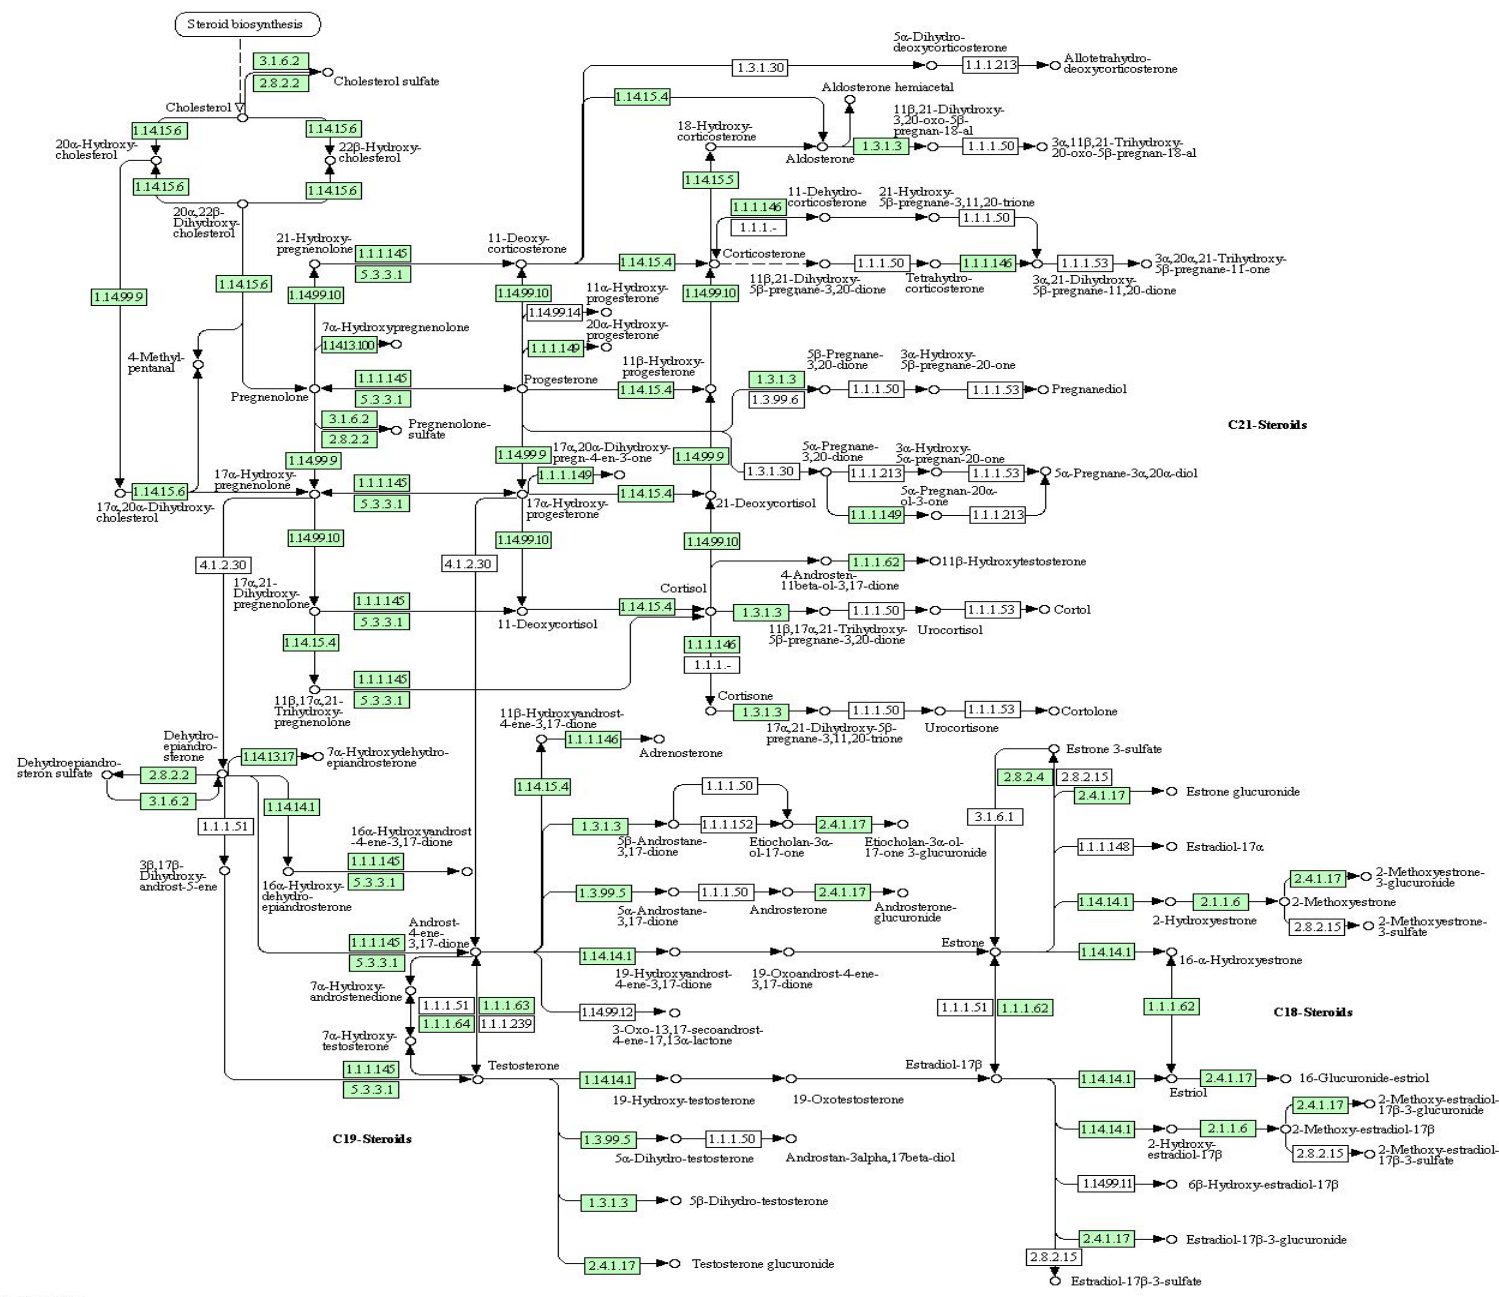 Steroid biosynthesis
3.1.6.2
2.8.2.2
Cholesterol sulfate
Cholesterol
1.14.15.6
1.14.15.6
20α-Hydroxy-
cholesterol
22β-Hydroxy-
cholesterol
1.14.15.6
1.14.15.6
20α,22β-
Dihydroxy-
cholesterol
1.14.99.9
1.14.15.6
4-Methyl-
pentanal
5α-Dihydro-
deoxycorticosterone
1.3.1.30
1.1.1.213
Allotetrahydro-
deoxycorticosterone
1.14.15.4
Aldosterone hemiacetal
18-Hydroxy-
corticosterone
Aldosterone
11β,21-Dihydroxy-
3,20-oxo-5β-
pregnan-18-al
1.3.1.3
1.1.1.50
3α,11β,21-Trihydroxy-
20-oxo-5β-pregnan-18-al
1.14.15.5
1.1.1.146
1.1.1.-
11-Dehydro-
corticosterone
21-Hydroxy-
5β-pregnane-3,11,20-trione
1.1.1.50
21-Hydroxy-
pregnenolone
1.1.1.145
5.3.3.1
11-Deoxy-
corticosterone
1.14.15.4
Corticosterone
11β,21-Dihydroxy-
5β-pregnane-3,20-dione
1.1.1.50
Tetrahydro-
corticosterone
1.1.1.146
1.1.1.53
3α,21-Dihydroxy-
5β-pregnane-11,20-dione
3α,20α,21-Trihydroxy-
5β-pregnane-11-one
1.14.99.10
1.14.99.10
1.14.99.10
11α-Hydroxy-
progesterone
1.14.99.14
20α-Hydroxy-
progesterone
1.1.1.149
7α-Hydroxypregnenolone
1.14.13.100
11β-Hydroxy-
progesterone
Pregnenolone
1.1.1.145
5.3.3.1
Progesterone
1.14.15.4
1.3.1.3
1.3.99.6
5β-Pregnane-
3,20-dione
1.1.1.50
3α-Hydroxy-
5β-pregnane-20-one
1.1.1.53
Pregnanediol
3.1.6.2
2.8.2.2
Pregnenolone-
sulfate
C21-Steroids
1.14.99.9
1.14.99.9
1.14.99.9
17α,20α-Dihydroxy-
pregn-4-en-3-one
1.1.1.149
1.3.1.30
5α-Pregnane-
3,20-dione
1.1.1.213
3α-Hydroxy-
5α-pregnan-20-one
1.1.1.53
5α-Pregnane-3α,20α-diol
1.14.15.6
17α,20α-Dihydroxy-
cholesterol
17α-Hydroxy-
pregnenolone
1.1.1.145
5.3.3.1
17α-Hydroxy-
progesterone
1.14.15.4
21-Deoxycortisol
1.1.1.149
5α-Pregnan-20α-
ol-3-one
1.1.1.213
1.14.99.10
1.14.99.10
1.14.99.10
4.1.2.30
4.1.2.30
17α,21-
Dihydroxy-
pregnenolone
1.1.1.145
5.3.3.1
11-Deoxycortisol
1.14.15.4
Cortisol
4-Androsten-
11beta-ol-3,17-dione
1.1.1.62
11β-Hydroxytestosterone
1.3.1.3
11β,17α,21-Trihydroxy-
5β-pregnane-3,20-dione
1.1.1.50
Urocortisol
1.1.1.53
Cortol
1.14.15.4
1.1.1.146
1.1.1.-
11β,17α,21-
Trihydroxy-
pregnenolone
1.1.1.145
5.3.3.1
Cortisone
1.3.1.3
17α,21-Dihydroxy-5β-
pregnane-3,11,20-trione
1.1.1.50
Urocortisone
1.1.1.53
Cortolone
11β-Hydroxyandrost-
4-ene-3,17-dione
1.1.1.146
Adrenosterone
1.14.15.4
Dehydro-
epiandro-
sterone
1.14.13.17
7α-Hydroxydehydro-
epiandrosterone
Dehydroepiandro-
steron sulfate
2.8.2.2
3.1.6.2
1.14.14.1
1.1.1.51
3β,17β-
Dihydroxy-
androst-5-ene
16α-Hydroxyandrost
-4-ene-3,17-dione
1.1.1.145
5.3.3.1
16α-Hydroxy-
dehydro-
epiandrosterone
1.1.1.50
1.3.1.3
5β-Androstane-
3,17-dione
1.1.1.152
Etiocholan-3α-
ol-17-one
2.4.1.17
Etiocholan-3α-ol-
17-one 3-glucuronide
1.3.99.5
5α-Androstane-
3,17-dione
1.1.1.50
Androsterone
2.4.1.17
Androsterone-
glucuronide
Estrone 3-sulfate
2.8.2.4
2.8.2.15
3.1.6.1
2.4.1.17
Estrone glucuronide
1.1.1.148
Estradiol-17α
1.14.14.1
2-Hydroxyestrone
2.1.1.6
2-Methoxyestrone
2.4.1.17
2-Methoxyestrone-
3-glucuronide
2.8.2.15
2-Methoxyestrone-
3-sulfate
1.1.1.145
5.3.3.1
Androst-
4-ene-
3,17-dione
1.14.14.1
19-Hydroxyandrost-
4-ene-3,17-dione
19-Oxoandrost-4-ene-
3,17-dione
Estrone
1.14.14.1
16-α-Hydroxyestrone
7α-Hydroxy-
androstenedione
1.1.1.51
1.1.1.63
1.1.1.64
1.1.1.239
1.14.99.12
3-Oxo-13,17-secoandrost-
4-ene-17,13α-lactone
1.1.1.51
1.1.1.62
1.1.1.62
C18-Steroids
7α-Hydroxy-
testosterone
1.1.1.145
5.3.3.1
Testosterone
1.14.14.1
19-Hydroxy-testosterone
19-Oxotestosterone
Estradiol-17β
1.14.14.1
Estriol
2.4.1.17
16-Glucuronide-estriol
C19-Steroids
1.3.99.5
5α-Dihydro-testosterone
1.1.1.50
Androstan-3alpha,17beta-diol
1.14.14.1
2-Hydroxy-
estradiol-17β
2.1.1.6
2-Methoxy-estradiol-17β
2.4.1.17
2-Methoxy-estradiol-
17β-3-glucuronide
2.8.2.15
2-Methoxy-estradiol-
17β-3-sulfate
1.3.1.3
5β-Dihydro-testosterone
1.14.99.11
6β-Hydroxy-estradiol-17β
2.4.1.17
Testosterone glucuronide
2.4.1.17
Estradiol-17β-3-glucuronide
2.8.2.15
Estradiol-17β-3-sulfate